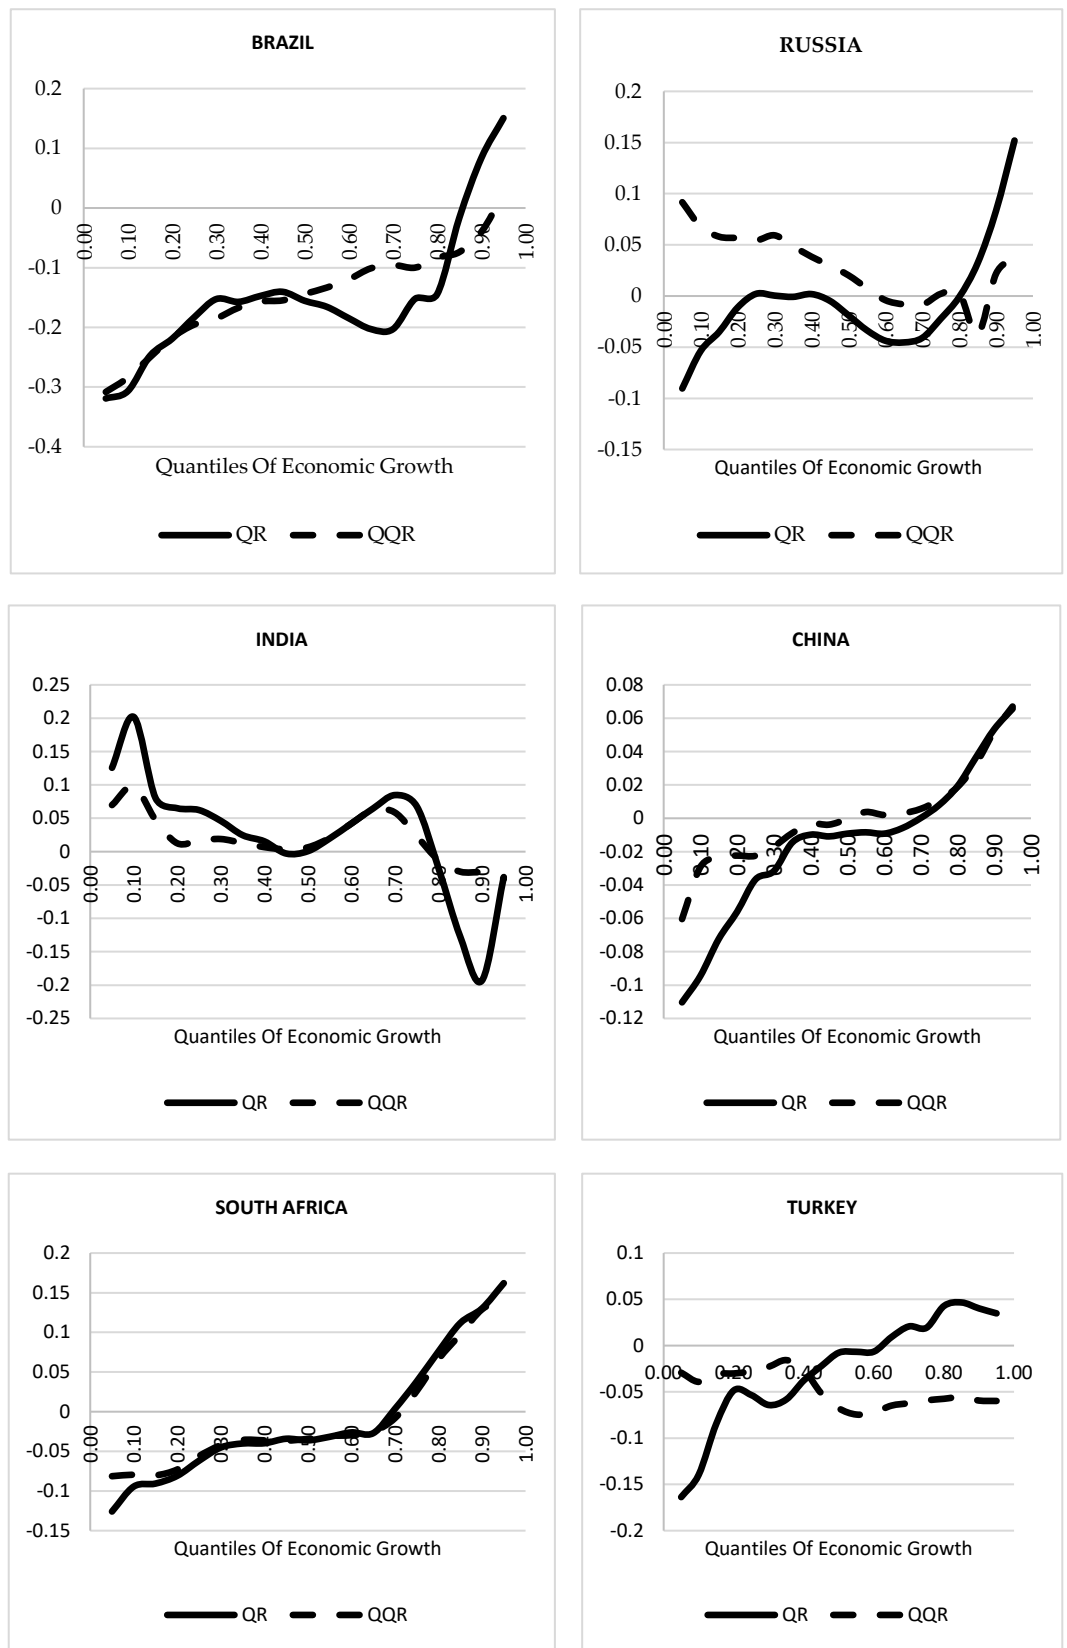 BRAZIL
0.2
0.1
0
-0.1
-0.2
-0.3
-0.4
0.00 0.10 0.20 0.30 0.40 0.50 0.60 0.70 0.80 0.90 1.00
Quantiles Of Economic Growth
QR QQR
RUSSIA
0.2
0.15
0.1
0.05
0
-0.05
-0.1
-0.15
0.00 0.10 0.20 0.30 0.40 0.50 0.60 0.70 0.80 0.90 1.00
Quantiles Of Economic Growth
QR QQR
INDIA
0.25
0.2
0.15
0.1
0.05
0
-0.05
-0.1
-0.15
-0.2
-0.25
0.00 0.10 0.20 0.30 0.40 0.50 0.60 0.70 0.80 0.90 1.00
Quantiles Of Economic Growth
QR QQR
CHINA
0.08
0.06
0.04
0.02
0
-0.02
-0.04
-0.06
-0.08
-0.1
-0.12
0.00 0.10 0.20 0.30 0.40 0.50 0.60 0.70 0.80 0.90 1.00
Quantiles Of Economic Growth
QR QQR
SOUTH AFRICA
0.2
0.15
0.1
0.05
0
-0.05
-0.1
-0.15
0.00 0.10 0.20 0.30 0.40 0.50 0.60 0.70 0.80 0.90 1.00
Quantiles Of Economic Growth
QR QQR
TURKEY
0.1
0.05
0
-0.05
-0.1
-0.15
-0.2
0.00 0.20 0.40 0.60 0.80 1.00
Quantiles Of Economic Growth
QR QQR